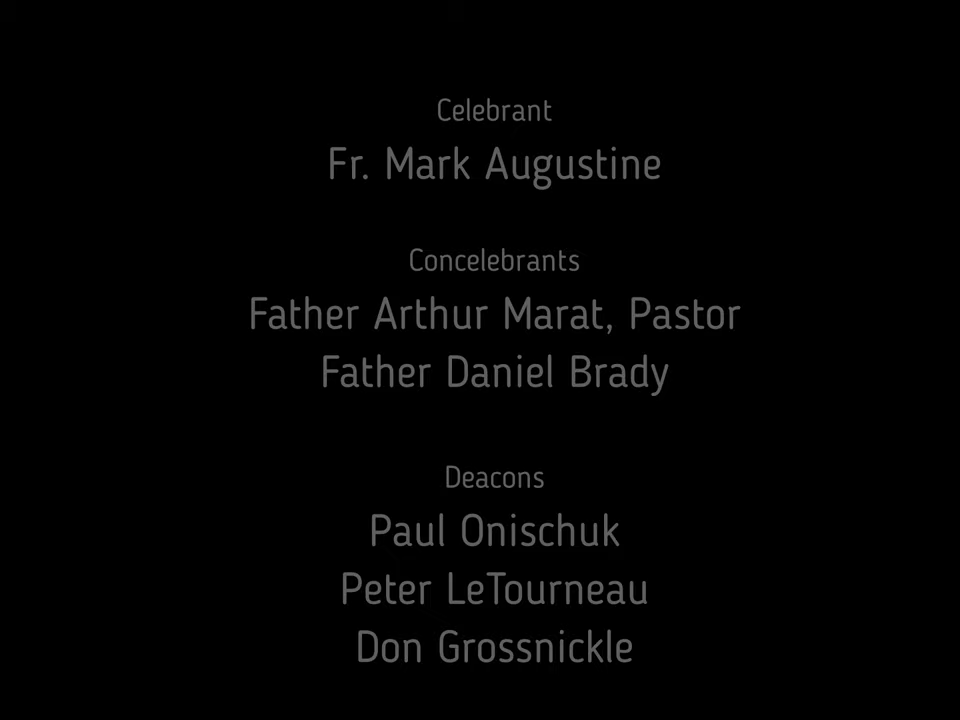 Celebrant
Fr. Mark Augustine
Concelebrants
Father Arthur Marat, Pastor
Father Daniel Brady
Deacons
Paul Onischuk
Peter LeTourneau
Don Grossnickle